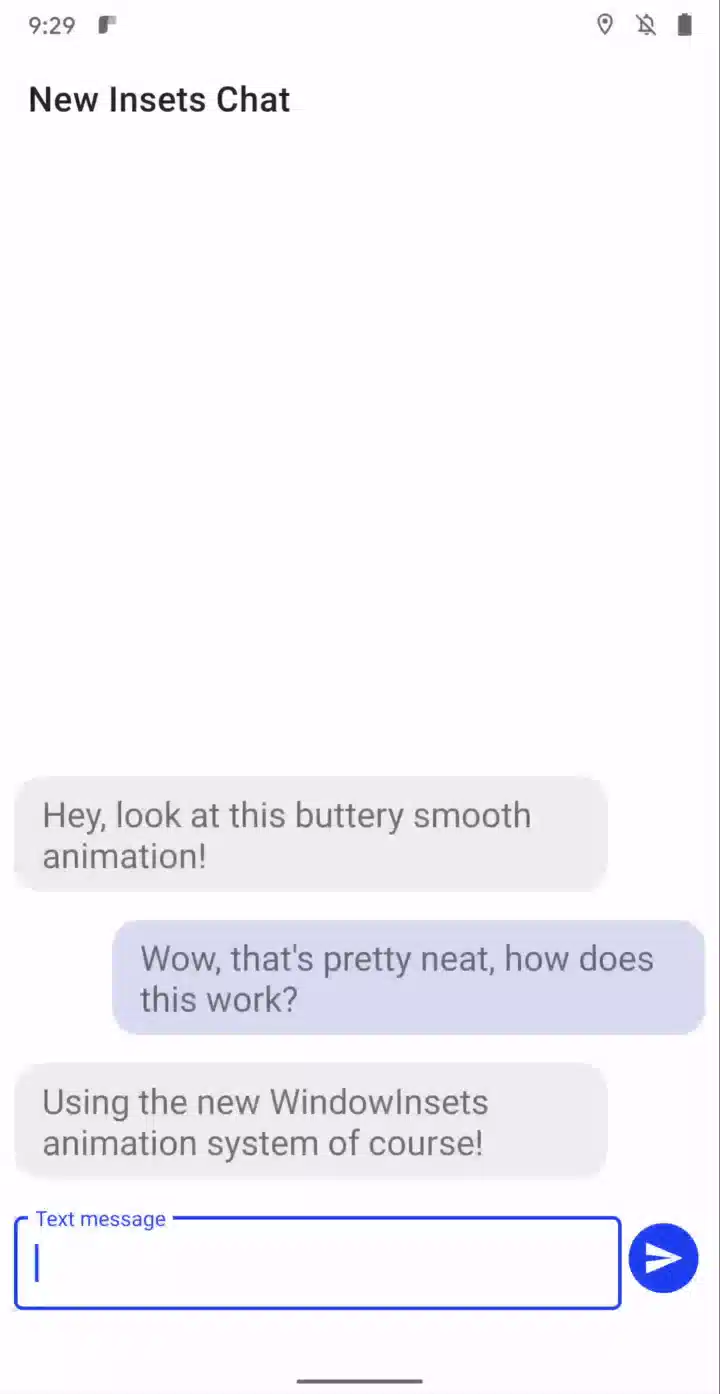 9:29
New Insets Chat
Hey, look at this buttery smooth
animation!
Wow, that's pretty neat, how does
this work?
Using the new WindowInsets
animation system of course!
Text message